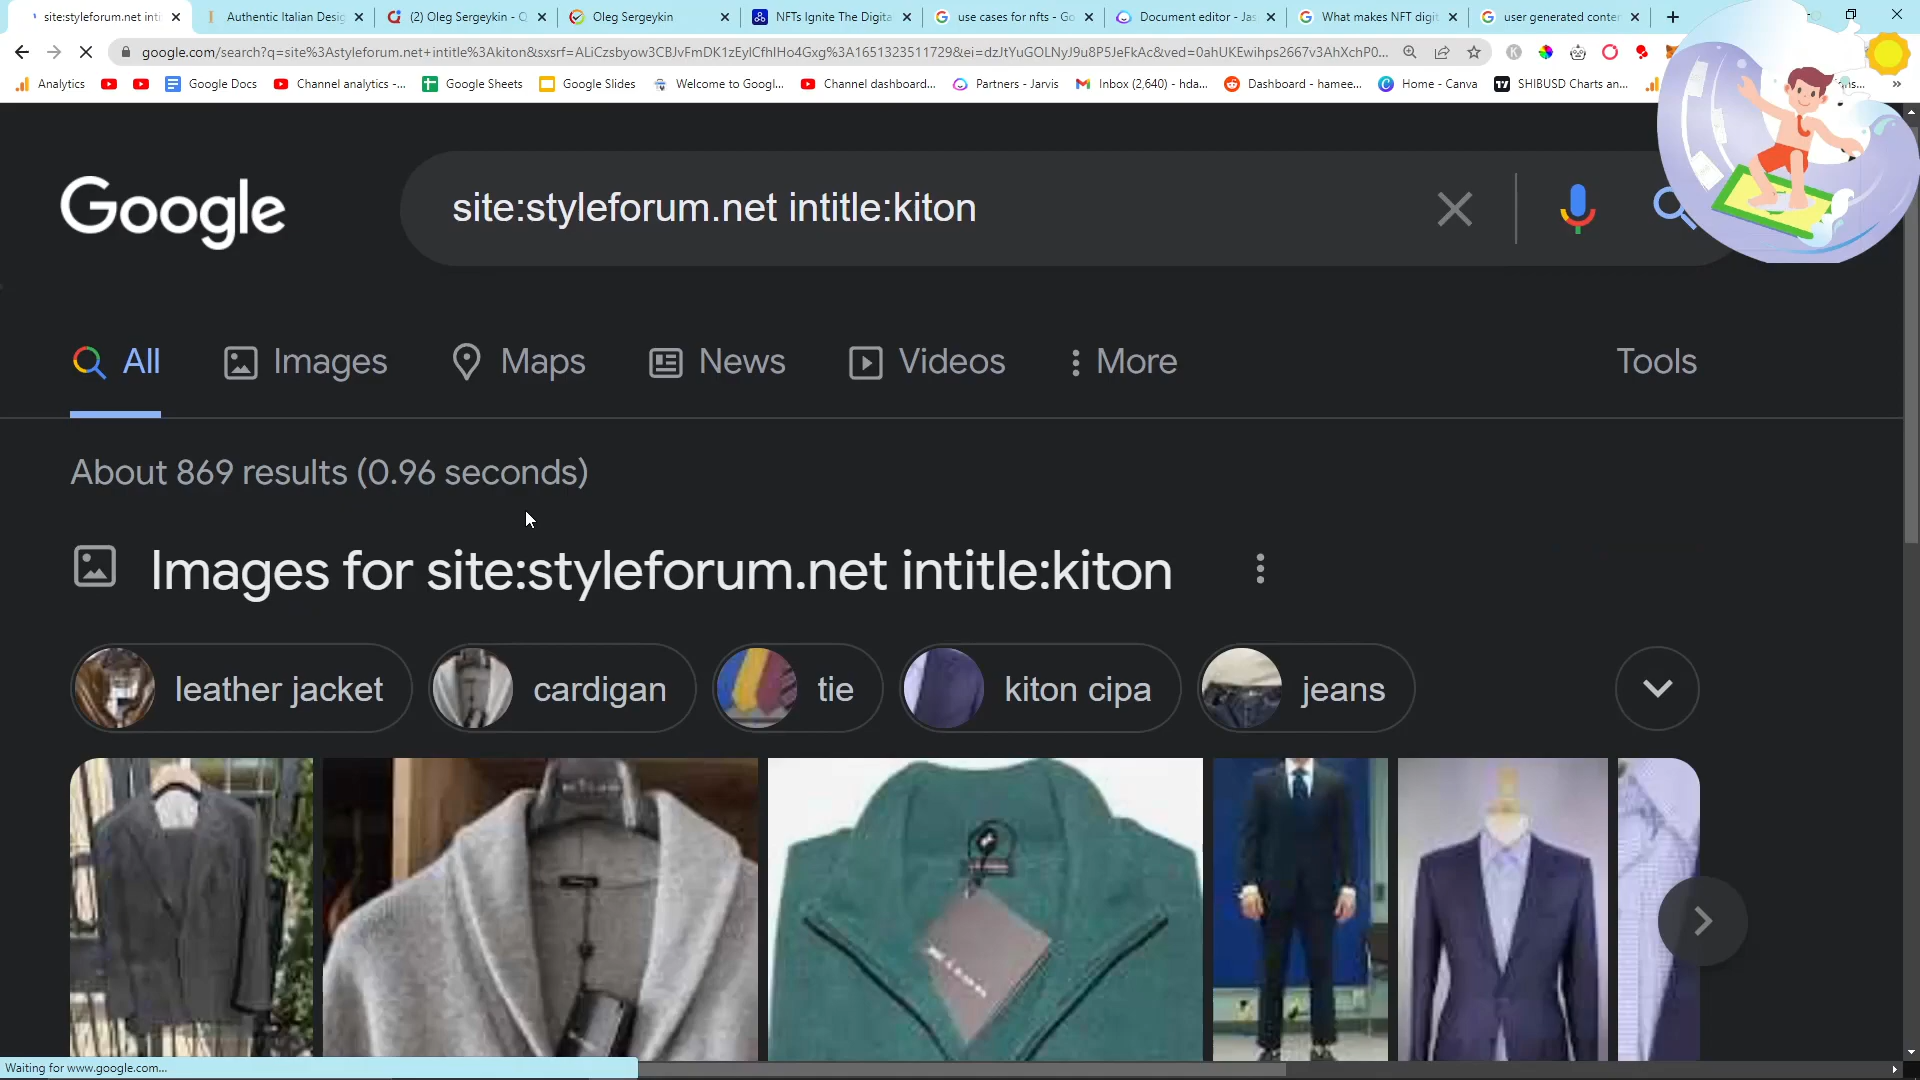 site:styleforum.net inti
Authentic Italian Desig
(2) Oleg Sergeykin - Q
Oleg Sergeykin
NFTs Ignite The Digita
use cases for nfts - Go
Document editor - Jas
What makes NFT digit
user generated conter
google.com/search?q=site%3Astyleforum.net+intitle%3Akiton&sxsrf=ALiCzsbyow3CBJvFmDK1zEylCfhlHo4Gxg%3A1651323511729&ei=dzJtYuGOLNyJ9u8P5JeFkAc&ved=0ahUKEwihps2667v3AhXchP0...
Analytics
Google Docs
Channel analytics -...
Google Sheets
Google Slides
Welcome to Googl...
Channel dashboard...
Partners - Jarvis
Inbox (2,640) - hda...
Dashboard - hamee...
Home - Canva
SHIBUSD Charts an...
Google
site:styleforum.net intitle:kiton
All
Images
Maps
News
Videos
More
Tools
About 869 results (0.96 seconds)
Images for site:styleforum.net intitle:kiton
leather jacket
cardigan
tie
kiton cipa
jeans
Waiting for www.google.com...